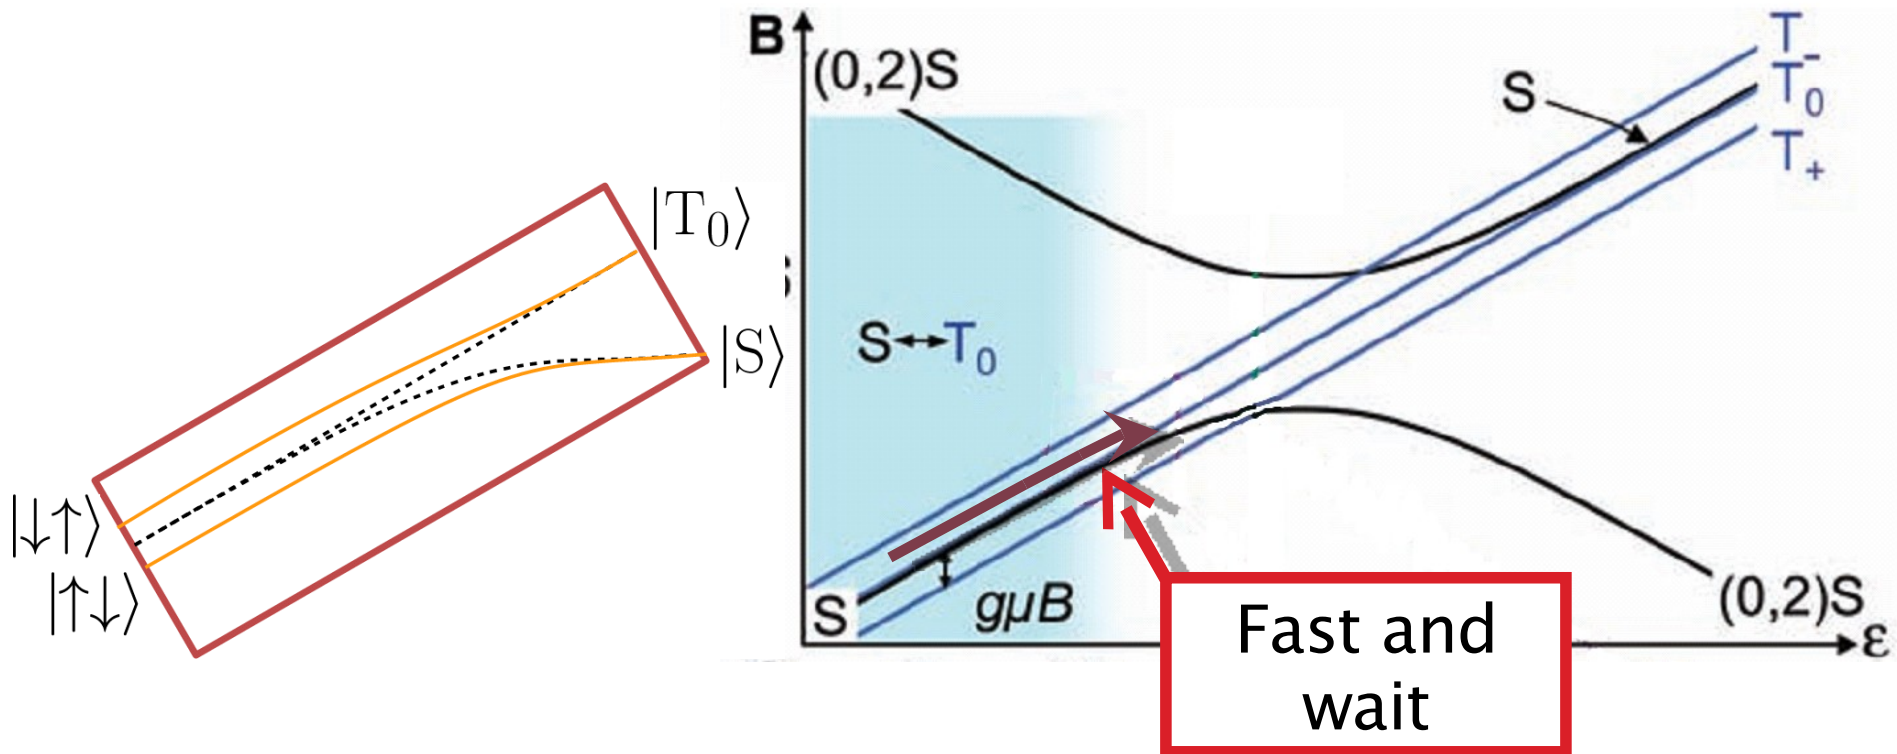 |T₀⟩
|S⟩
|↓↑⟩
|↑↓⟩
B
(0,2)S
S
T₋
T₀
T₊
S↔T₀
S
gμB
(0,2)S
ε
Fast and
wait